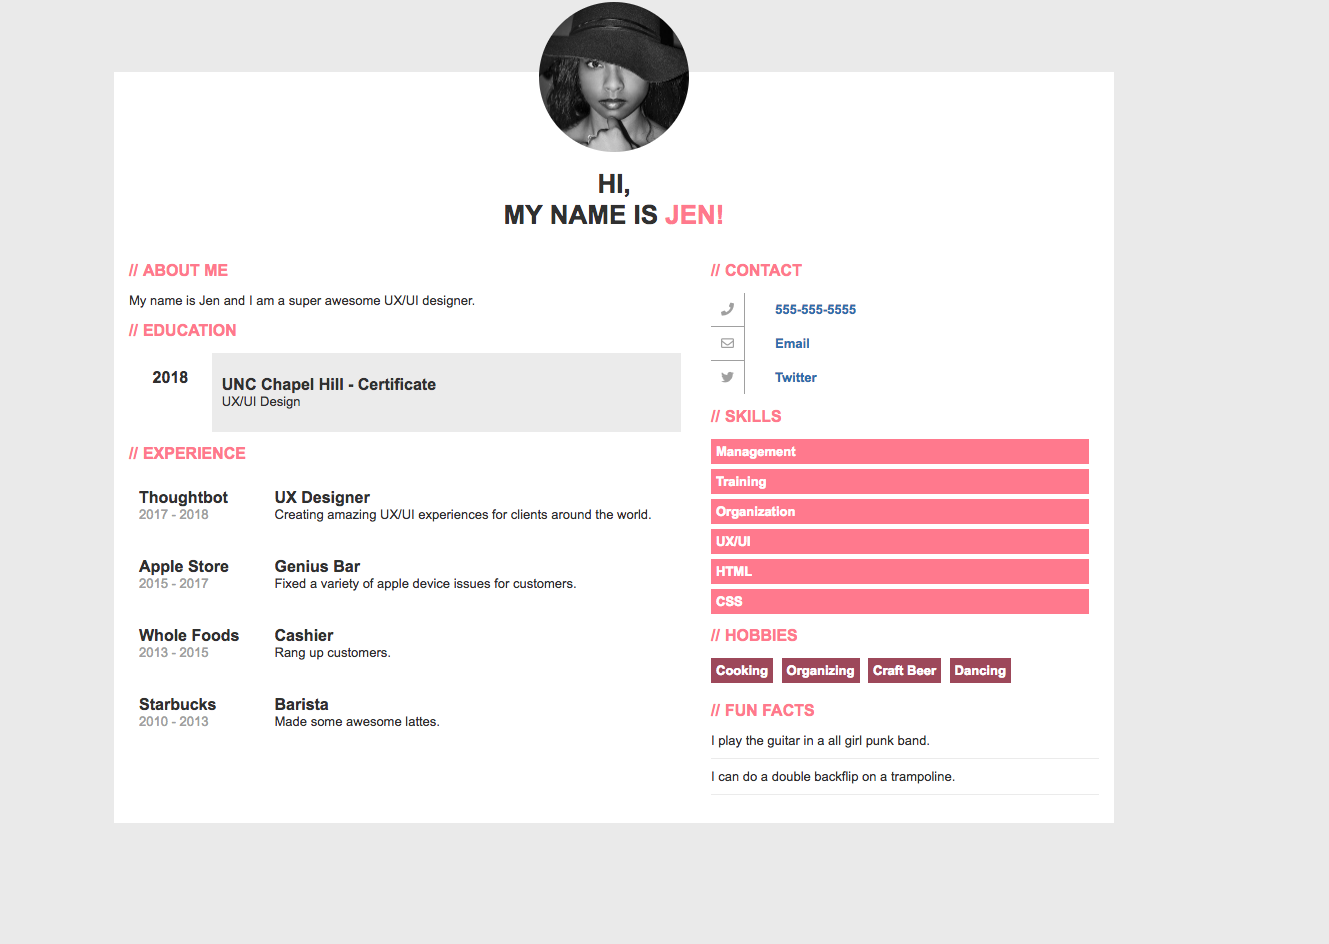 HI,
MY NAME IS JEN!
// ABOUT ME
My name is Jen and I am a super awesome UX/UI designer.
// EDUCATION
2018
UNC Chapel Hill - Certificate
UX/UI Design
// EXPERIENCE
Thoughtbot
2017 - 2018
UX Designer
Creating amazing UX/UI experiences for clients around the world.
Apple Store
2015 - 2017
Genius Bar
Fixed a variety of apple device issues for customers.
Whole Foods
2013 - 2015
Cashier
Rang up customers.
Starbucks
2010 - 2013
Barista
Made some awesome lattes.
// CONTACT
555-555-5555
Email
Twitter
// SKILLS
Management
Training
Organization
UX/UI
HTML
CSS
// HOBBIES
Cooking Organizing Craft Beer Dancing
// FUN FACTS
I play the guitar in a all girl punk band.
I can do a double backflip on a trampoline.